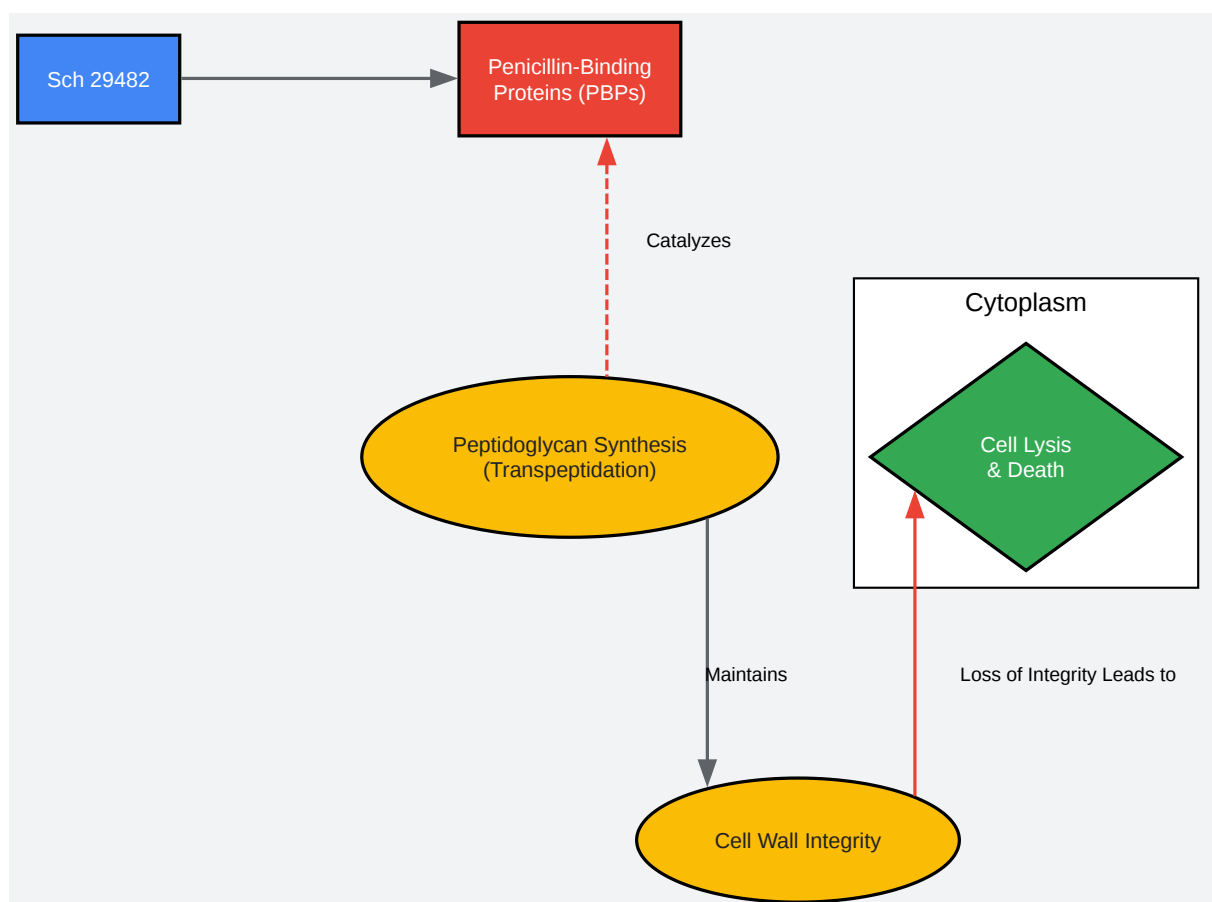 Sch 29482
Penicillin-Binding
Proteins (PBPs)
Catalyzes
Cytoplasm
Cell Lysis
& Death
Peptidoglycan Synthesis
(Transpeptidation)
Maintains
Loss of Integrity Leads to
Cell Wall Integrity